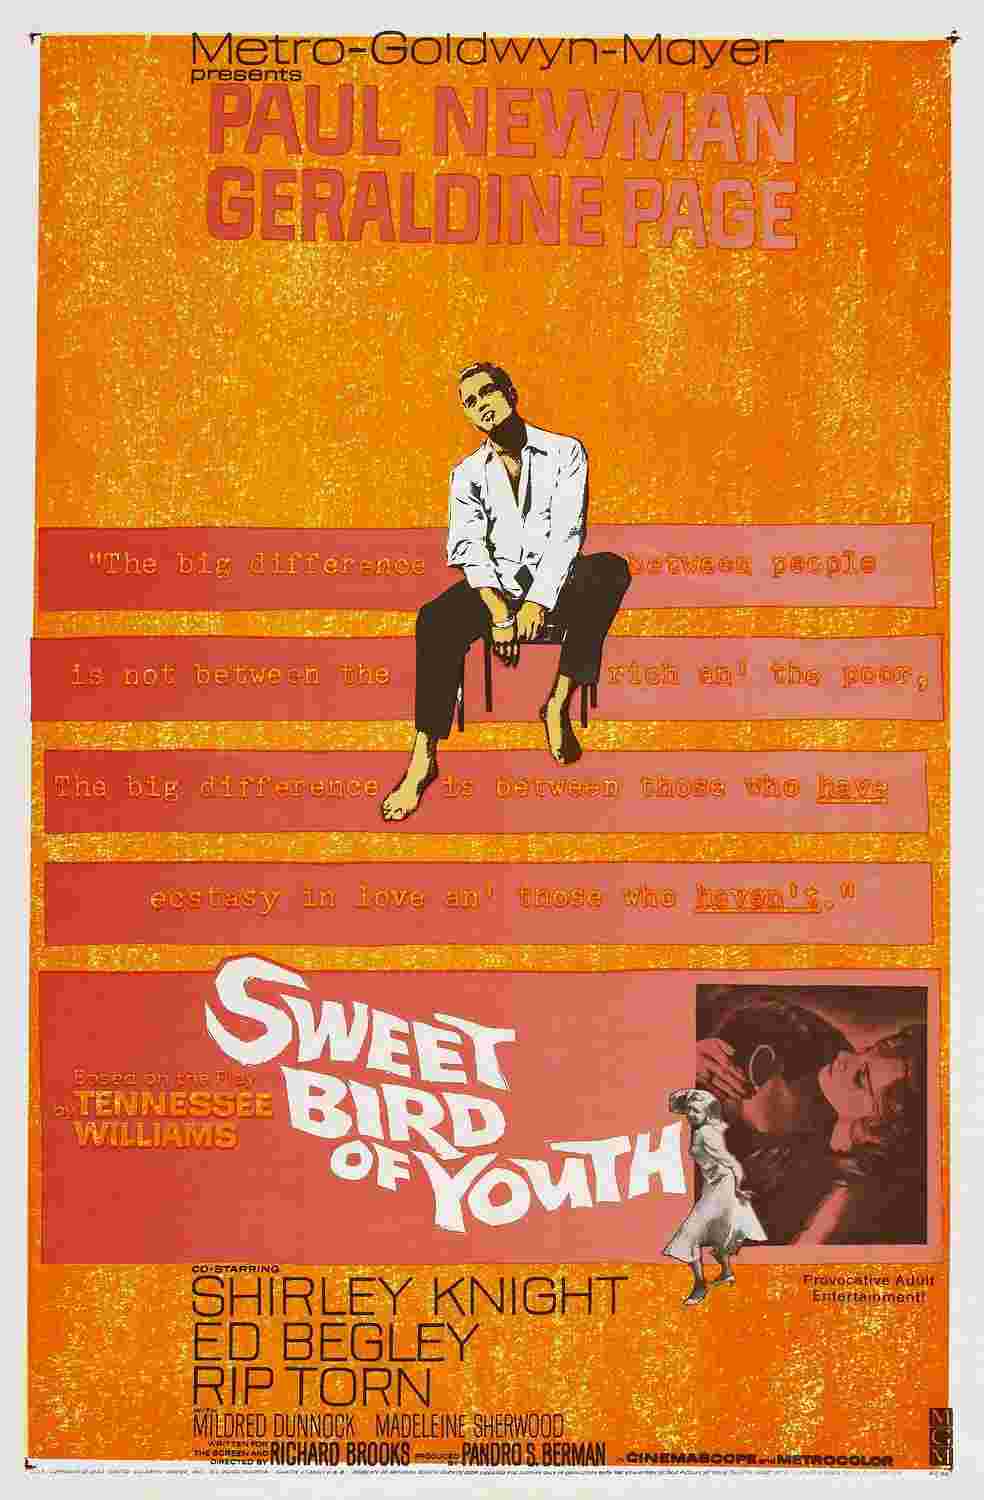 Metro-Goldwyn-Mayer
presents
PAUL NEWMAN
GERALDINE PAGE
"The big difference between people
is not between the rich an' the poor,
The big difference is between those who have
ecstasy in love an' those who haven't."
SWEET
BIRD
OF YOUTH
Based on the Play
by TENNESSEE
WILLIAMS
CO-STARRING
SHIRLEY KNIGHT
ED BEGLEY
RIP TORN
Provocative Adult
Entertainment!
WITH
MILDRED DUNNOCK MADELEINE SHERWOOD
WRITTEN FOR
THE SCREEN AND
DIRECTED BY RICHARD BROOKS PRODUCED BY PANDRO S. BERMAN IN CINEMASCOPE and METROCOLOR
MGM